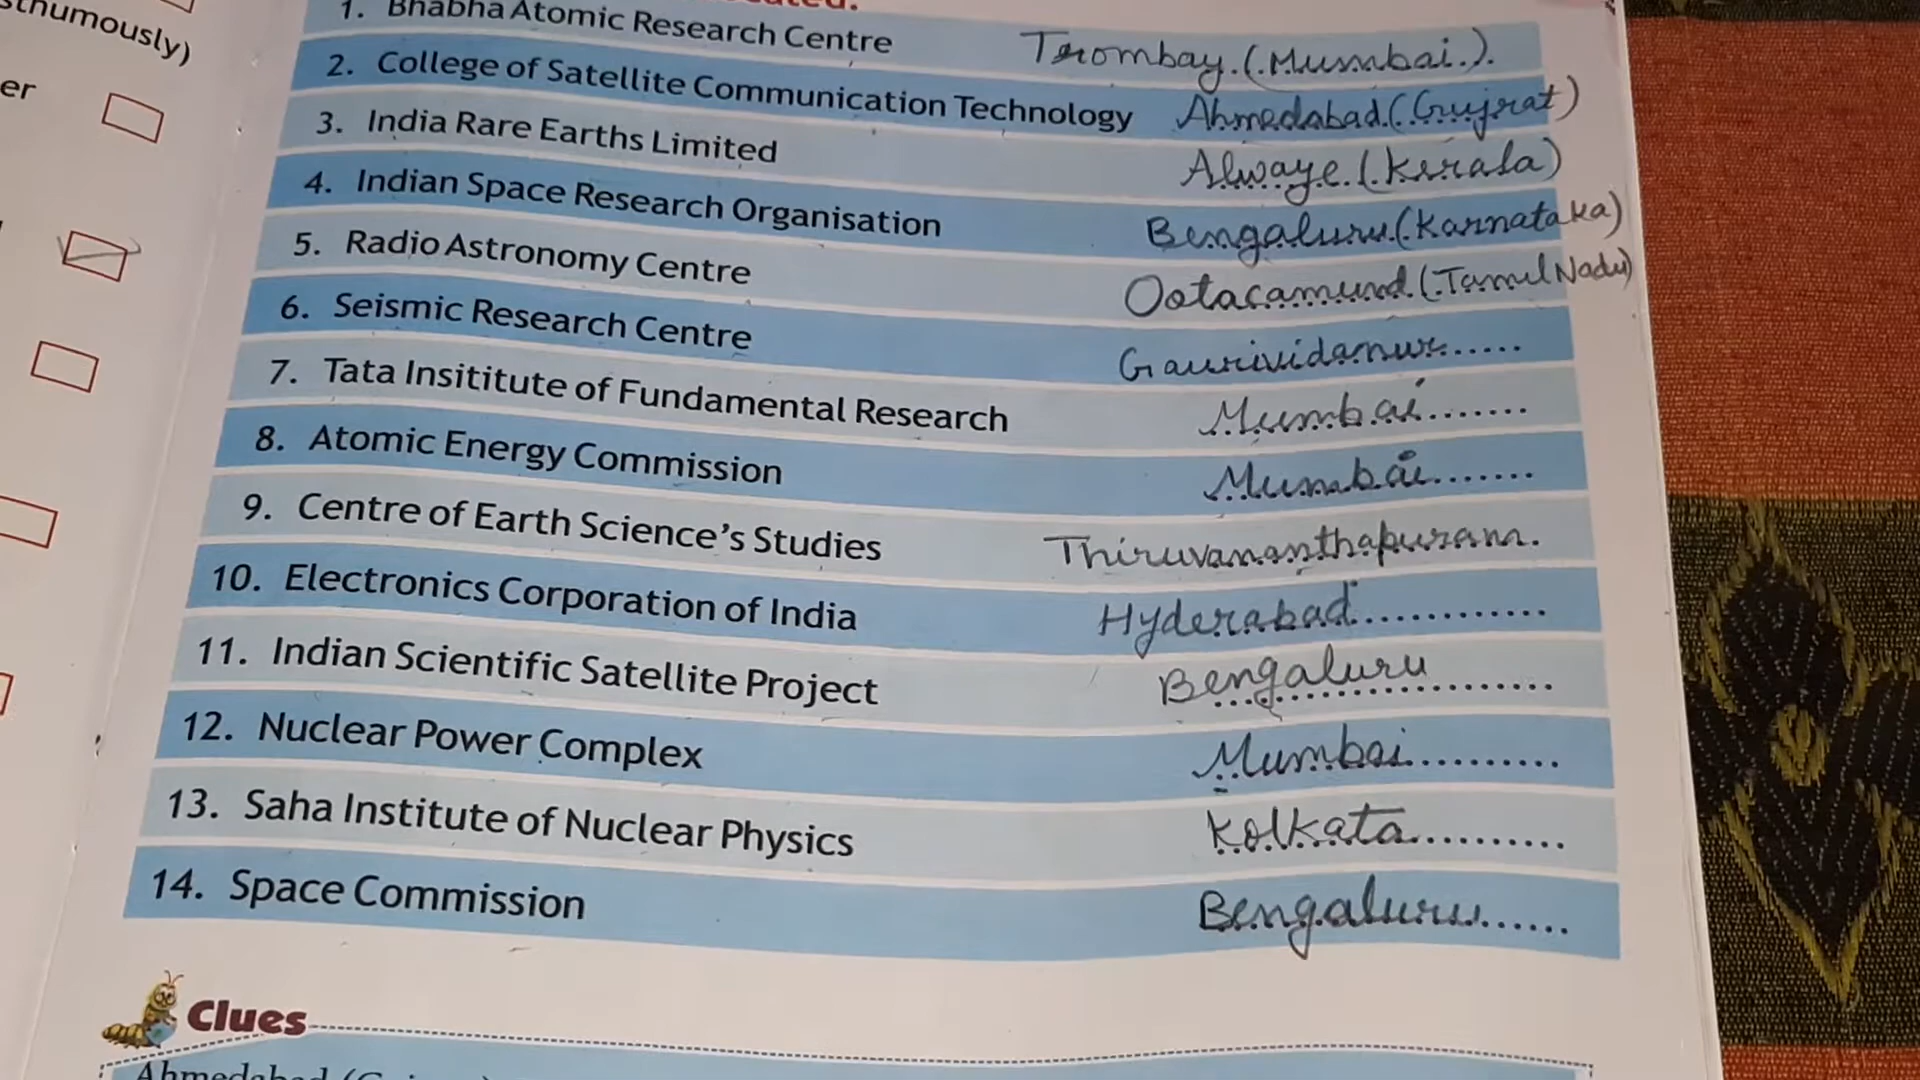 sthumously)
er
1. Bhabha Atomic Research Centre Trombay.(Mumbai.).
2. College of Satellite Communication Technology Ahmedabad.(Gujrat)
3. India Rare Earths Limited Alwaye.(Kerala)
4. Indian Space Research Organisation Bengaluru.(Karnataka)
5. Radio Astronomy Centre Ootacamund.(TamilNadu)
6. Seismic Research Centre Gaurividanur......
7. Tata Insititute of Fundamental Research Mumbai.......
8. Atomic Energy Commission Mumbai.......
9. Centre of Earth Science's Studies Thiruvananthapuram.
10. Electronics Corporation of India Hyderabad............
11. Indian Scientific Satellite Project Bengaluru
12. Nuclear Power Complex Mumbai..........
13. Saha Institute of Nuclear Physics Kolkata.........
14. Space Commission Bengaluru......
Clues